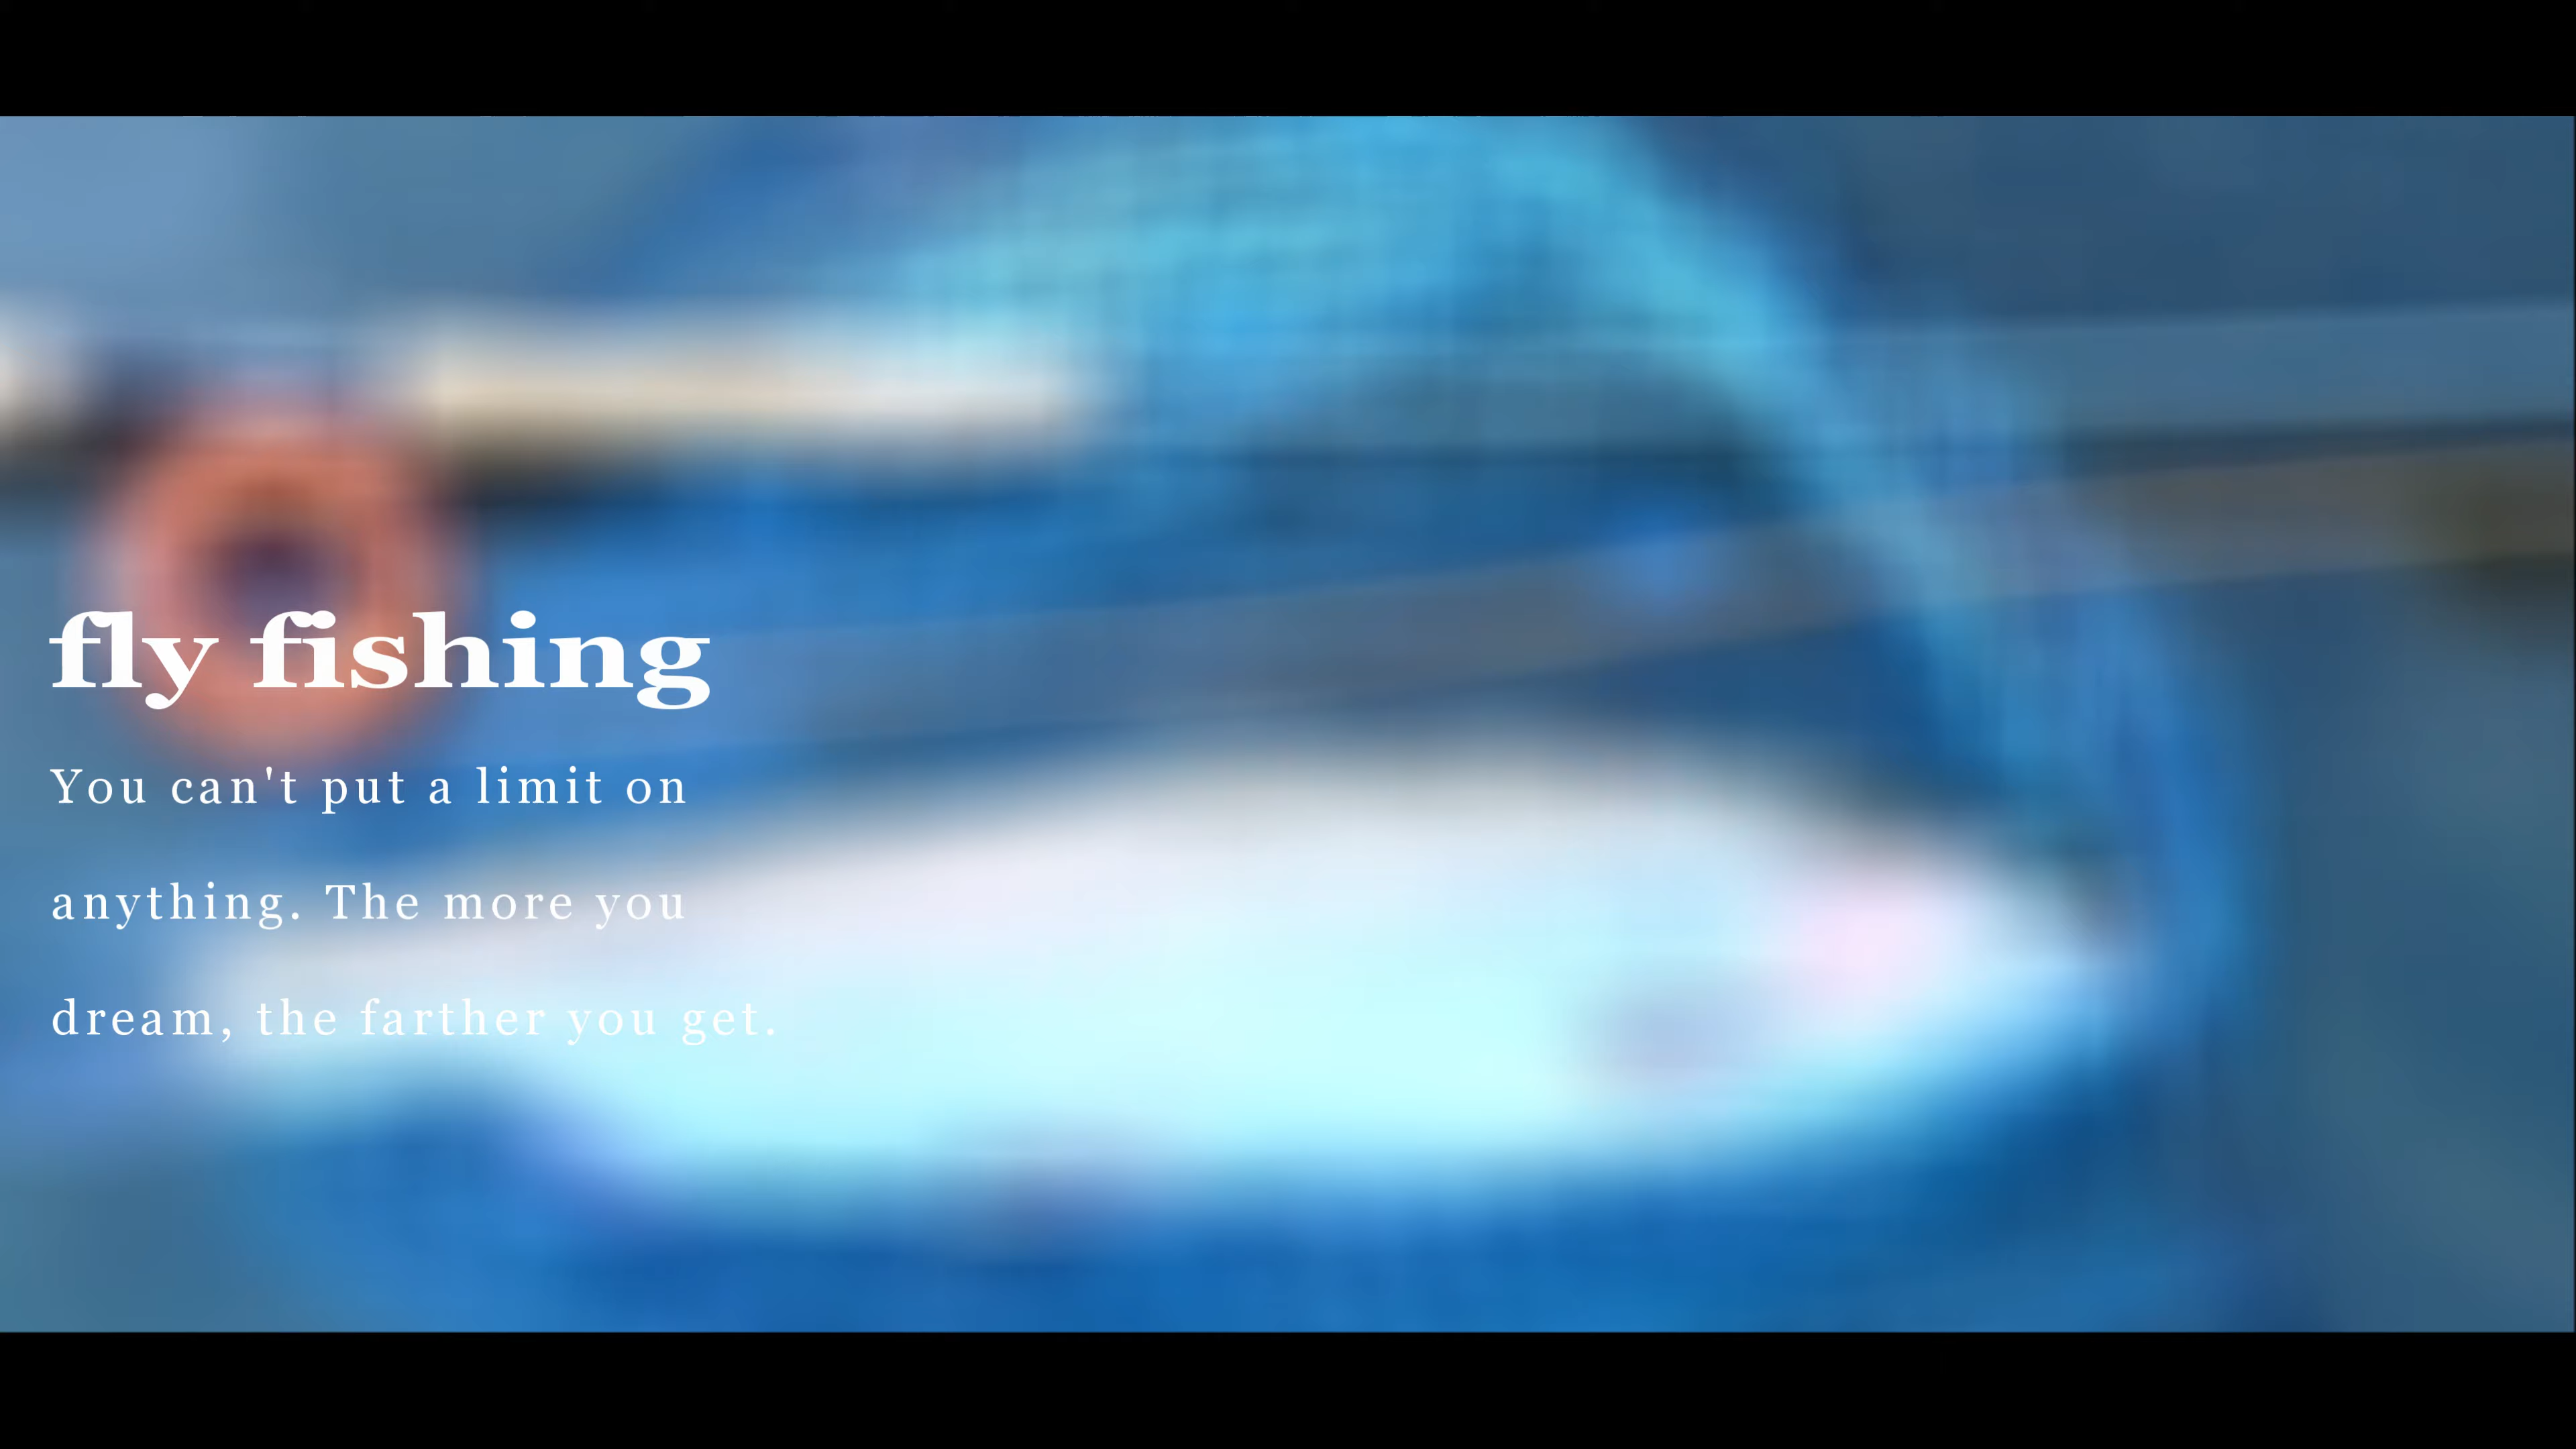 fly fishing
You can't put a limit on
anything. The more you
dream, the farther you get.